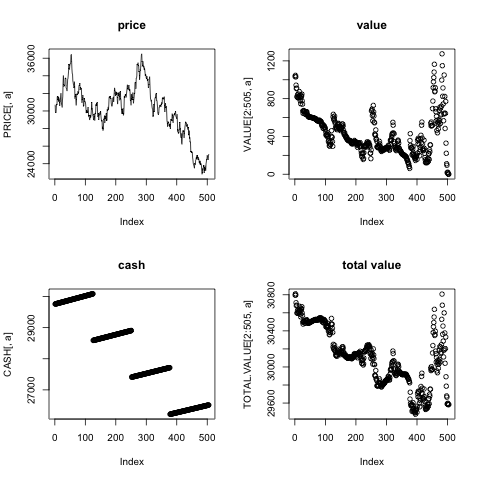 price
PRICE[, a]
24000 30000 36000
0 100 200 300 400 500
Index
value
VALUE[2:505, a]
0 400 800 1200
0 100 200 300 400 500
Index
cash
CASH[, a]
27000 29000
0 100 200 300 400 500
Index
total value
TOTAL.VALUE[2:505, a]
29600 30000 30400 30800
0 100 200 300 400 500
Index